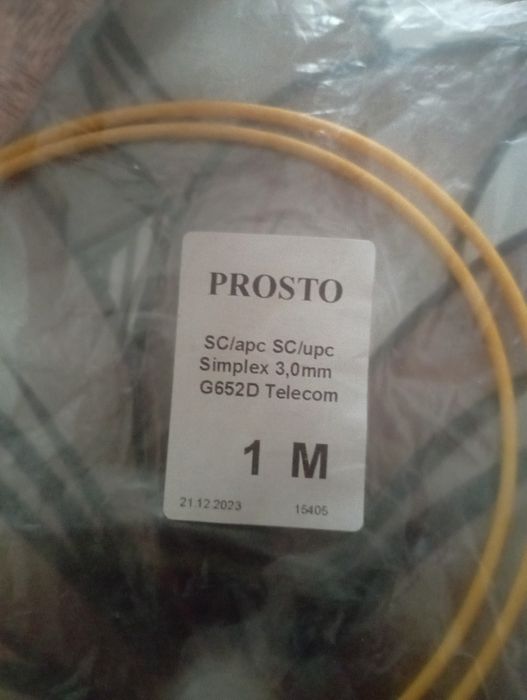 PROSTO
SC/apc SC/upc
Simplex 3,0mm
G652D Telecom
1 M
21.12.2023 15405